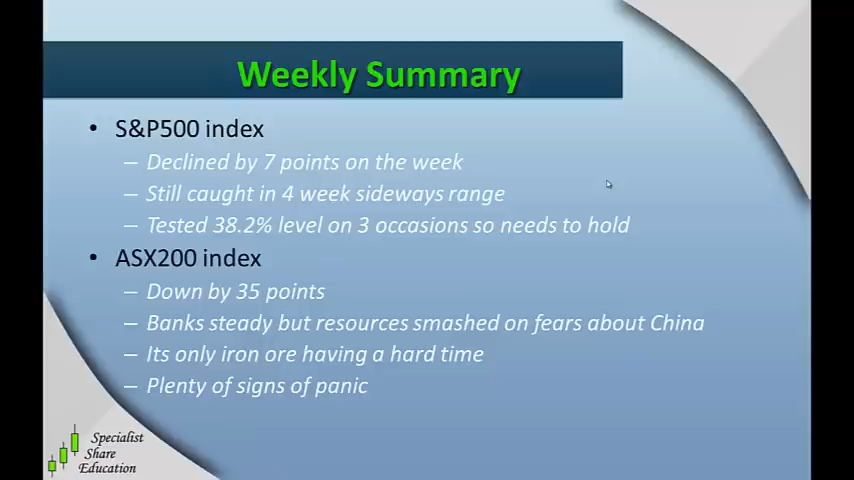 Weekly Summary
• S&P500 index
– Declined by 7 points on the week
– Still caught in 4 week sideways range
– Tested 38.2% level on 3 occasions so needs to hold
• ASX200 index
– Down by 35 points
– Banks steady but resources smashed on fears about China
– Its only iron ore having a hard time
– Plenty of signs of panic
Specialist
Share
Education